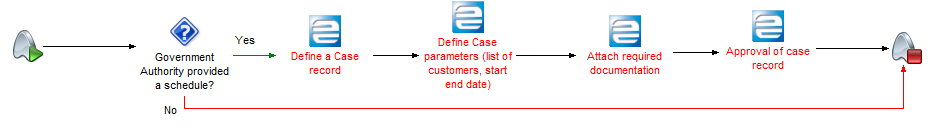 Government
Authority provided
a schedule?
Yes
No
Define a Case
record
Define Case
parameters (list of
customers, start
end date)
Attach required
documentation
Approval of case
record